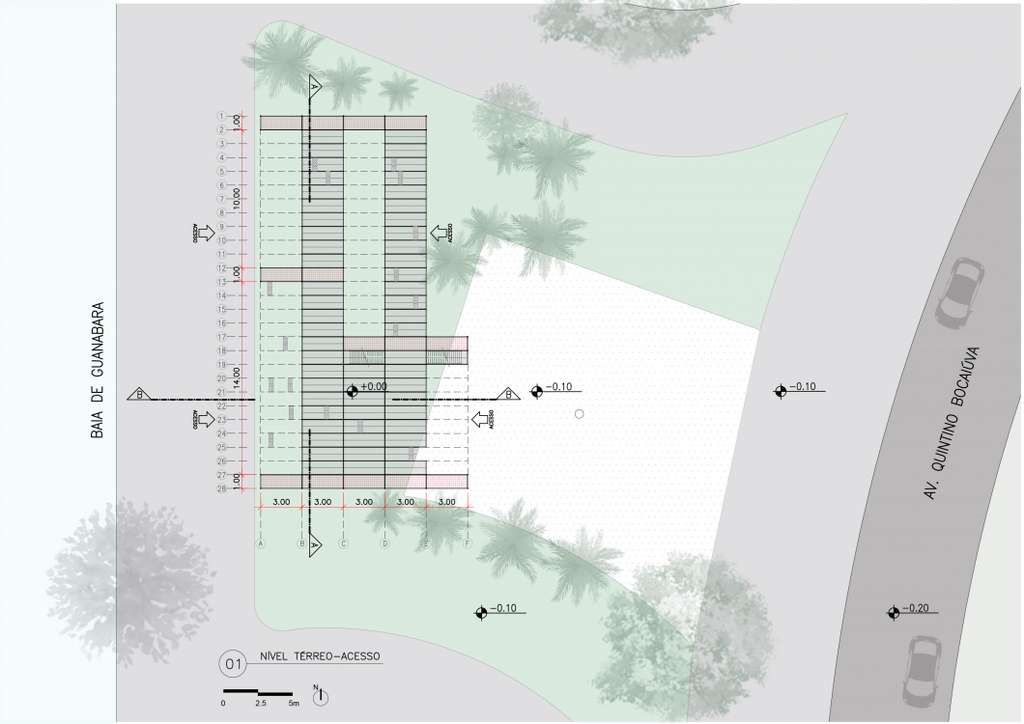 A
1
2
3
4
5
6
7
8
9
10
11
12
13
14
15
16
17
18
19
20
21
22
23
24
25
26
27
28
1.00
10.00
1.00
14.00
1.00
ACESSO
ACESSO
ACESSO
ACESSO
BAIA DE GUANABARA
B
B
+0.00
-0.10
-0.10
AV. QUINTINO BOCAIÚVA
3.00 3.00 3.00 3.00 3.00
A B C D E F
A
-0.10
-0.20
01 NÍVEL TÉRREO-ACESSO
N
0 2.5 5m